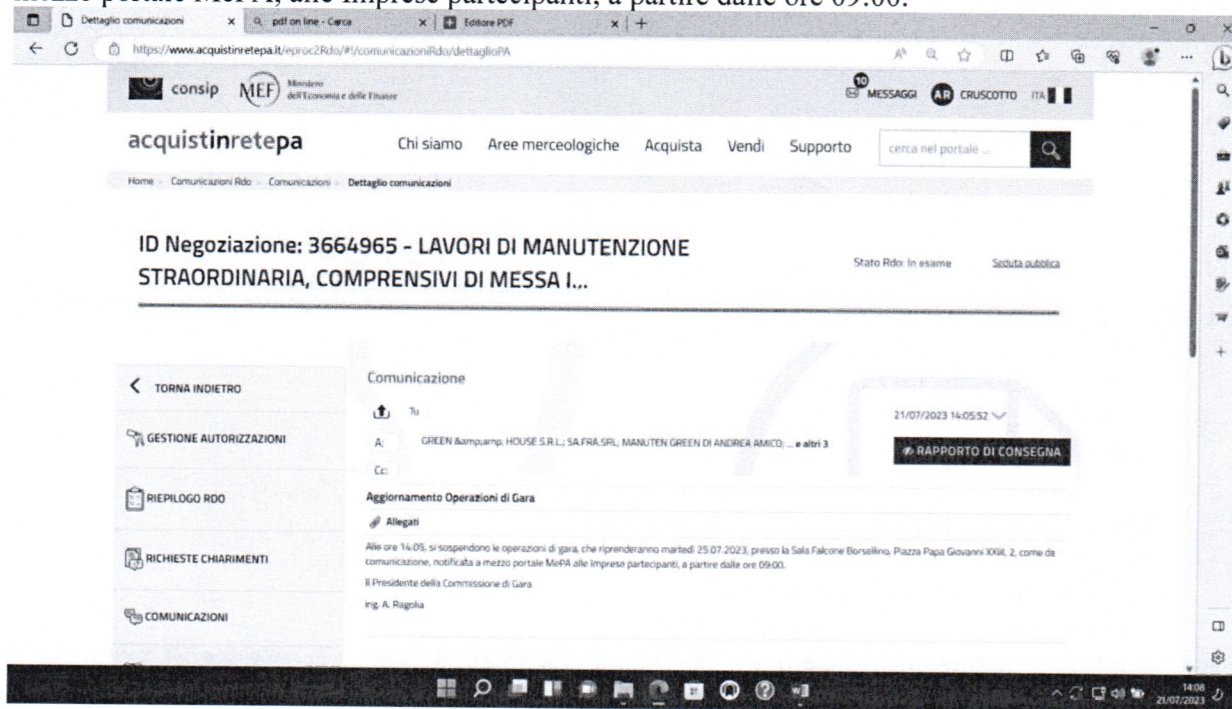 mezzo portale MePA, alle Imprese partecipanti, a partire dalle ore 09:00.
Dettaglio comunicazioni
pdf on line - Cerca
Editore PDF
https://www.acquistinretepa.it/eproc2Rdo/#!/comunicazioniRdo/dettaglioPA
consip
MEF
Ministero
dell'Economia e delle Finanze
10
MESSAGGI
AR
CRUSCOTTO
ITA
acquistinretepa
Chi siamo
Aree merceologiche
Acquista
Vendi
Supporto
cerca nel portale ...
Home
Comunicazioni Rdo
Comunicazioni
Dettaglio comunicazioni
ID Negoziazione: 3664965 - LAVORI DI MANUTENZIONE
STRAORDINARIA, COMPRENSIVI DI MESSA I...
Stato Rdo: In esame
Seduta pubblica
TORNA INDIETRO
Comunicazione
Tu
21/07/2023 14:05:52
GESTIONE AUTORIZZAZIONI
A:
GREEN &amp;amp; HOUSE S.R.L.; SA.FRA.SRL; MANUTEN GREEN DI ANDREA AMICO; ... e altri 3
RAPPORTO DI CONSEGNA
Cc:
RIEPILOGO RDO
Aggiornamento Operazioni di Gara
Allegati
RICHIESTE CHIARIMENTI
Alle ore 14:05, si sospendono le operazioni di gara, che riprenderanno martedì 25.07.2023, presso la Sala Falcone Borsellino, Piazza Papa Giovanni XXIII, 2, come da
comunicazione, notificata a mezzo portale MePA alle Imprese partecipanti, a partire dalle ore 09:00.
Il Presidente della Commissione di Gara
ing. A. Ragolia
COMUNICAZIONI
14:08
21/07/2023